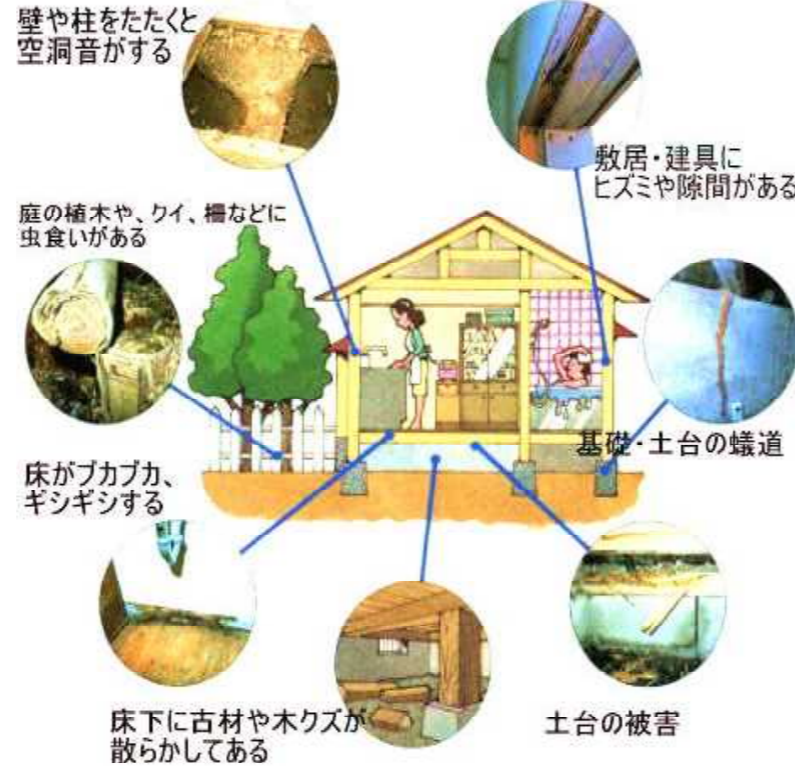 壁や柱をたたくと
空洞音がする
敷居・建具に
ヒズミや隙間がある
庭の植木や、クイ、柵などに
虫食いがある
基礎・土台の蟻道
床がブカブカ、
ギシギシする
床下に古材や木クズが
散らかしてある
土台の被害